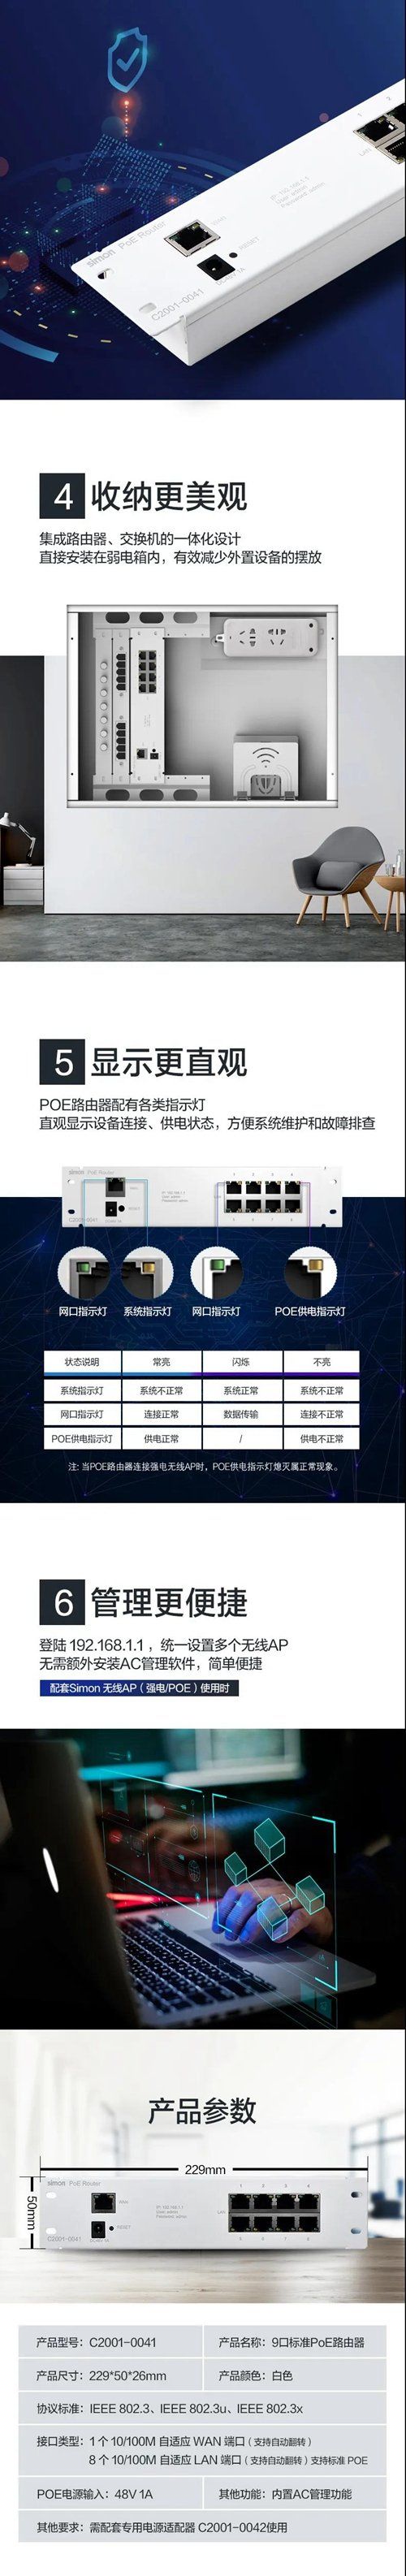 simon PoE Router
WAN
RESET
DC48V 1A
C2001-0041
IP: 192.168.1.1
User: admin
Password: admin
LAN
1
2
4 收纳更美观
集成路由器、交换机的一体化设计
直接安装在弱电箱内，有效减少外置设备的摆放
5 显示更直观
POE路由器配有各类指示灯
直观显示设备连接、供电状态，方便系统维护和故障排查
simon PoE Router
C2001-0041
网口指示灯 系统指示灯 网口指示灯 POE供电指示灯
状态说明 常亮 闪烁 不亮
系统指示灯 系统不正常 系统正常 系统不正常
网口指示灯 连接正常 数据传输 连接不正常
POE供电指示灯 供电正常 / 供电不正常
注: 当POE路由器连接强电无线AP时，POE供电指示灯熄灭属正常现象。
6 管理更便捷
登陆 192.168.1.1 ，统一设置多个无线AP
无需额外安装AC管理软件，简单便捷
配套Simon 无线AP（强电/POE）使用时
产品参数
229mm
50mm
simon PoE Router
WAN
RESET
C2001-0041
LAN
产品型号：C2001-0041 产品名称：9口标准PoE路由器
产品尺寸：229*50*26mm 产品颜色：白色
协议标准：IEEE 802.3、IEEE 802.3u、IEEE 802.3x
接口类型：1 个 10/100M 自适应 WAN 端口（支持自动翻转）
8 个 10/100M 自适应 LAN 端口（支持自动翻转）支持标准 POE
POE电源输入：48V 1A 其他功能：内置AC管理功能
其他要求：需配套专用电源适配器 C2001-0042使用